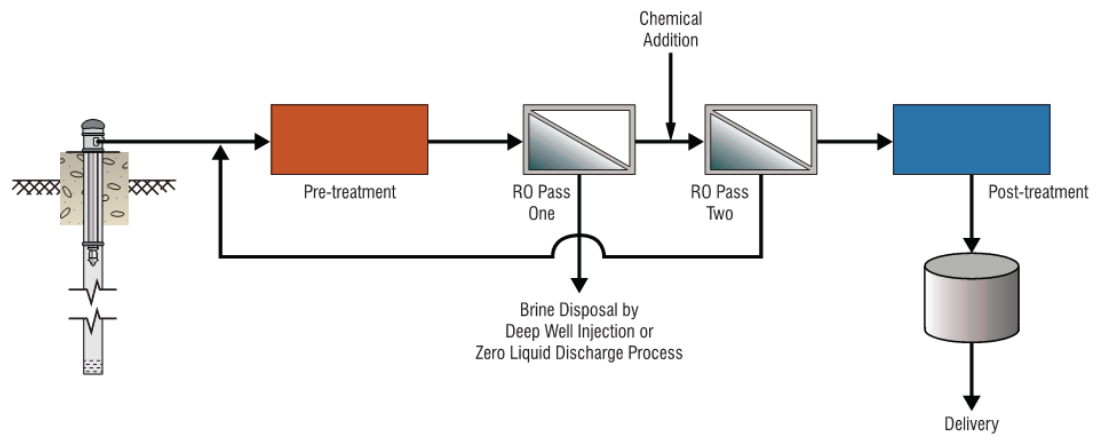 Chemical
Addition
Pre-treatment
RO Pass
One
RO Pass
Two
Post-treatment
Brine Disposal by
Deep Well Injection or
Zero Liquid Discharge Process
Delivery